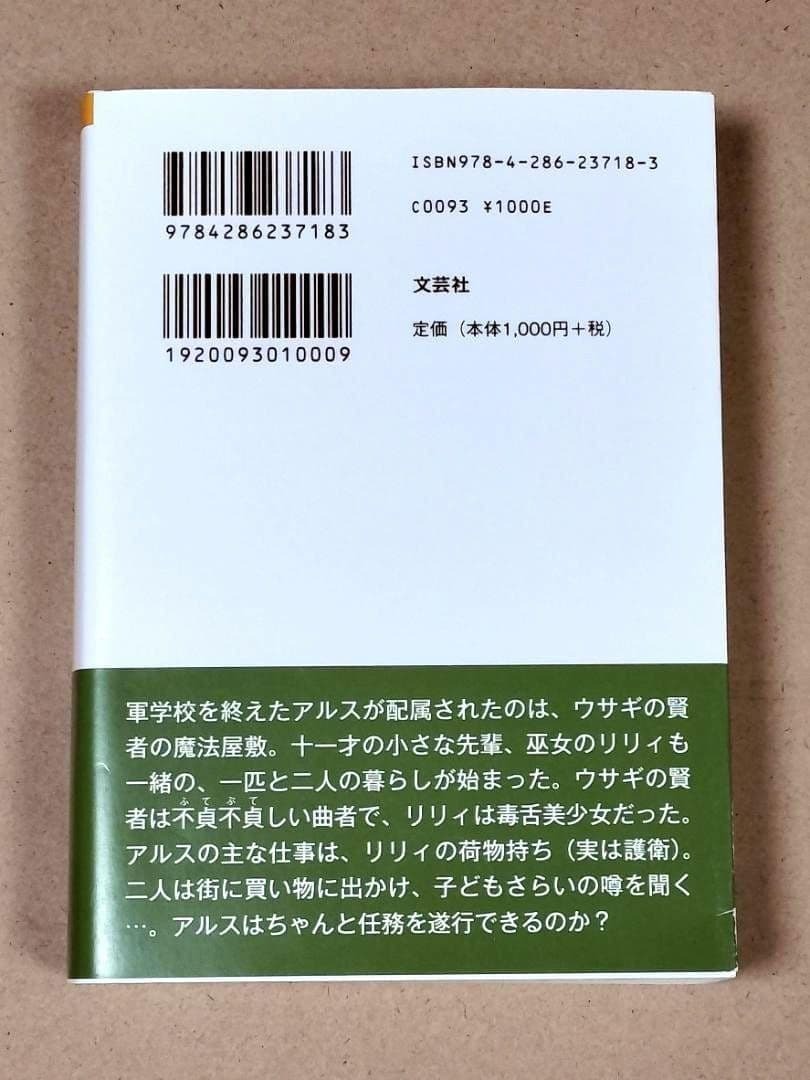 ISBN978-4-286-23718-3
9784286237183
C0093 ¥1000E
1920093010009
文芸社
定価（本体1,000円＋税）
軍学校を終えたアルスが配属されたのは、ウサギの賢
者の魔法屋敷。十一才の小さな先輩、巫女のリリィも
一緒の、一匹と二人の暮らしが始まった。ウサギの賢
ふてぶて
者は不貞不貞しい曲者で、リリィは毒舌美少女だった。
アルスの主な仕事は、リリィの荷物持ち（実は護衛）。
二人は街に買い物に出かけ、子どもさらいの噂を聞く
…。アルスはちゃんと任務を遂行できるのか？